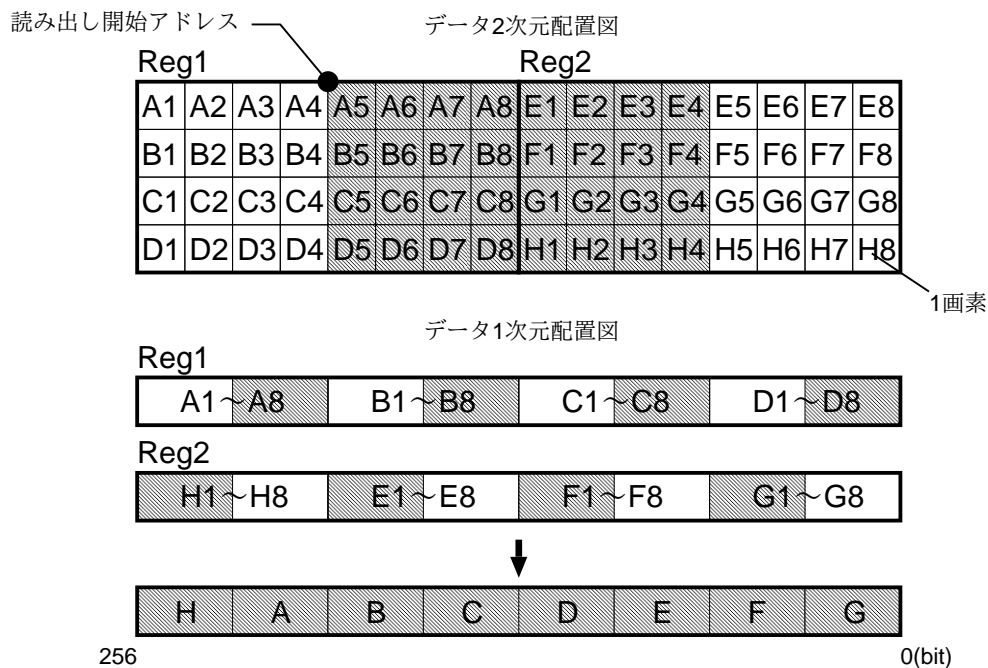 読み出し開始アドレス
データ2次元配置図
Reg1 Reg2
A1 A2 A3 A4 A5 A6 A7 A8 E1 E2 E3 E4 E5 E6 E7 E8
B1 B2 B3 B4 B5 B6 B7 B8 F1 F2 F3 F4 F5 F6 F7 F8
C1 C2 C3 C4 C5 C6 C7 C8 G1 G2 G3 G4 G5 G6 G7 G8
D1 D2 D3 D4 D5 D6 D7 D8 H1 H2 H3 H4 H5 H6 H7 H8
1画素
データ1次元配置図
Reg1
A1～A8 B1～B8 C1～C8 D1～D8
Reg2
H1～H8 E1～E8 F1～F8 G1～G8
H A B C D E F G
256 0(bit)